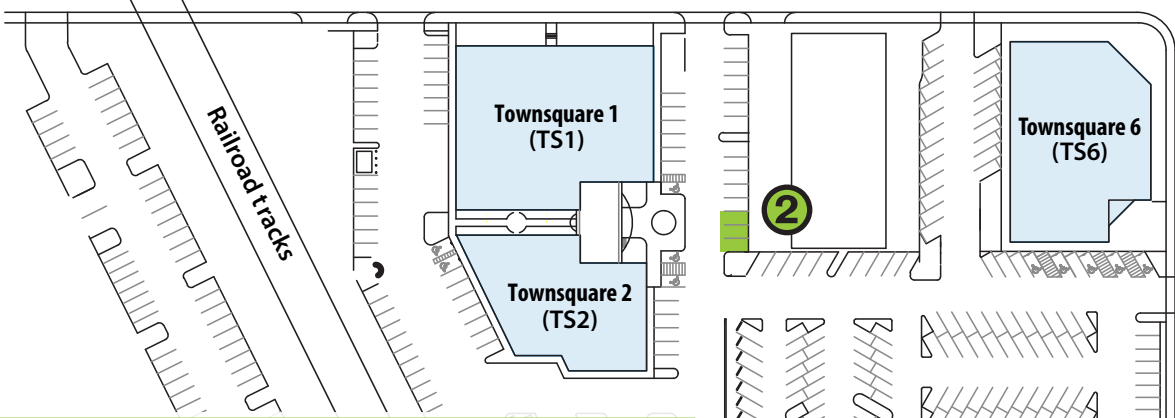 Railroad tracks
Townsquare 1
(TS1)
2
Townsquare 6
(TS6)
Townsquare 2
(TS2)